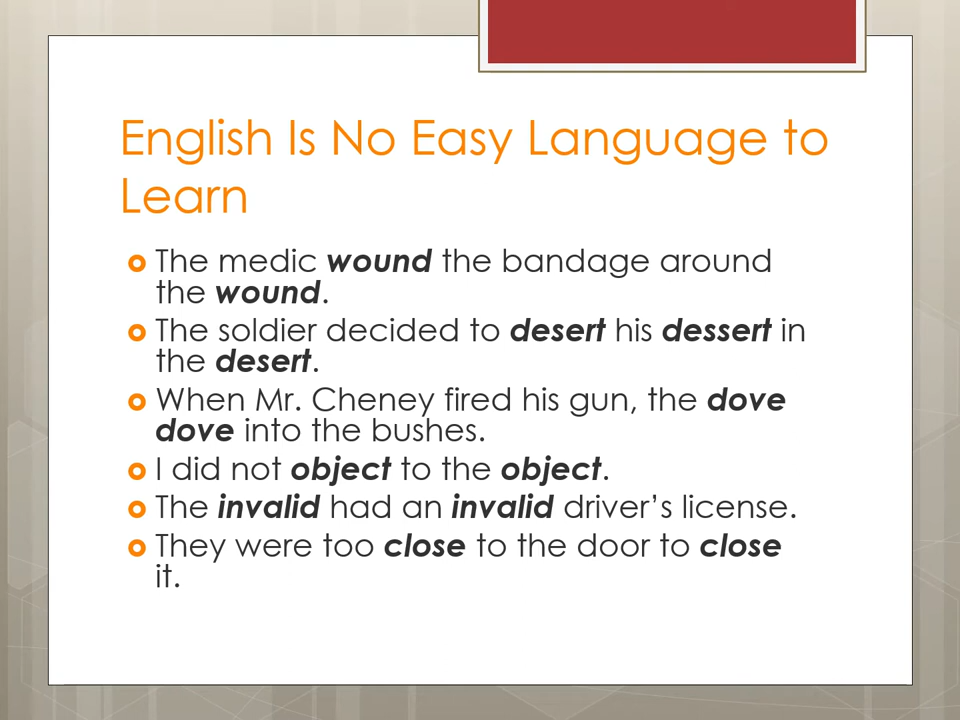 English Is No Easy Language to
Learn
The medic wound the bandage around
the wound.
The soldier decided to desert his dessert in
the desert.
When Mr. Cheney fired his gun, the dove
dove into the bushes.
I did not object to the object.
The invalid had an invalid driver’s license.
They were too close to the door to close
it.